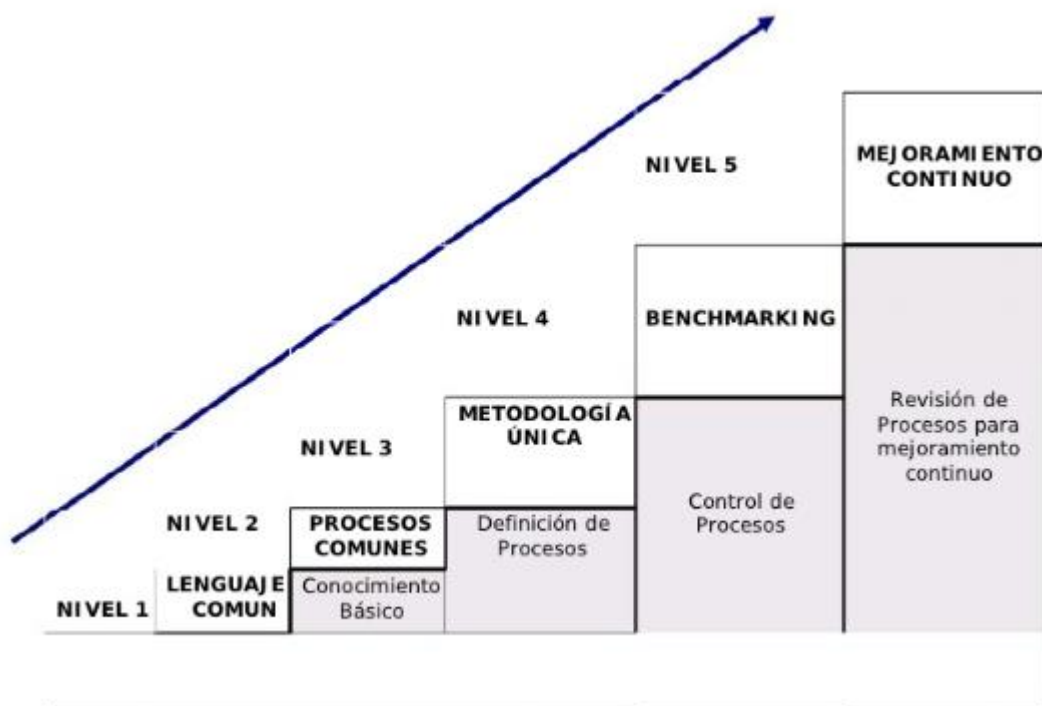 NIVEL 5
MEJORAMIENTO
CONTINUO
NIVEL 4
BENCHMARKING
Revisión de
Procesos para
mejoramiento
continuo
NIVEL 3
METODOLOGÍA
ÚNICA
Control de
Procesos
NIVEL 2
PROCESOS
COMUNES
Definición de
Procesos
NIVEL 1
LENGUAJE
COMUN
Conocimiento
Básico